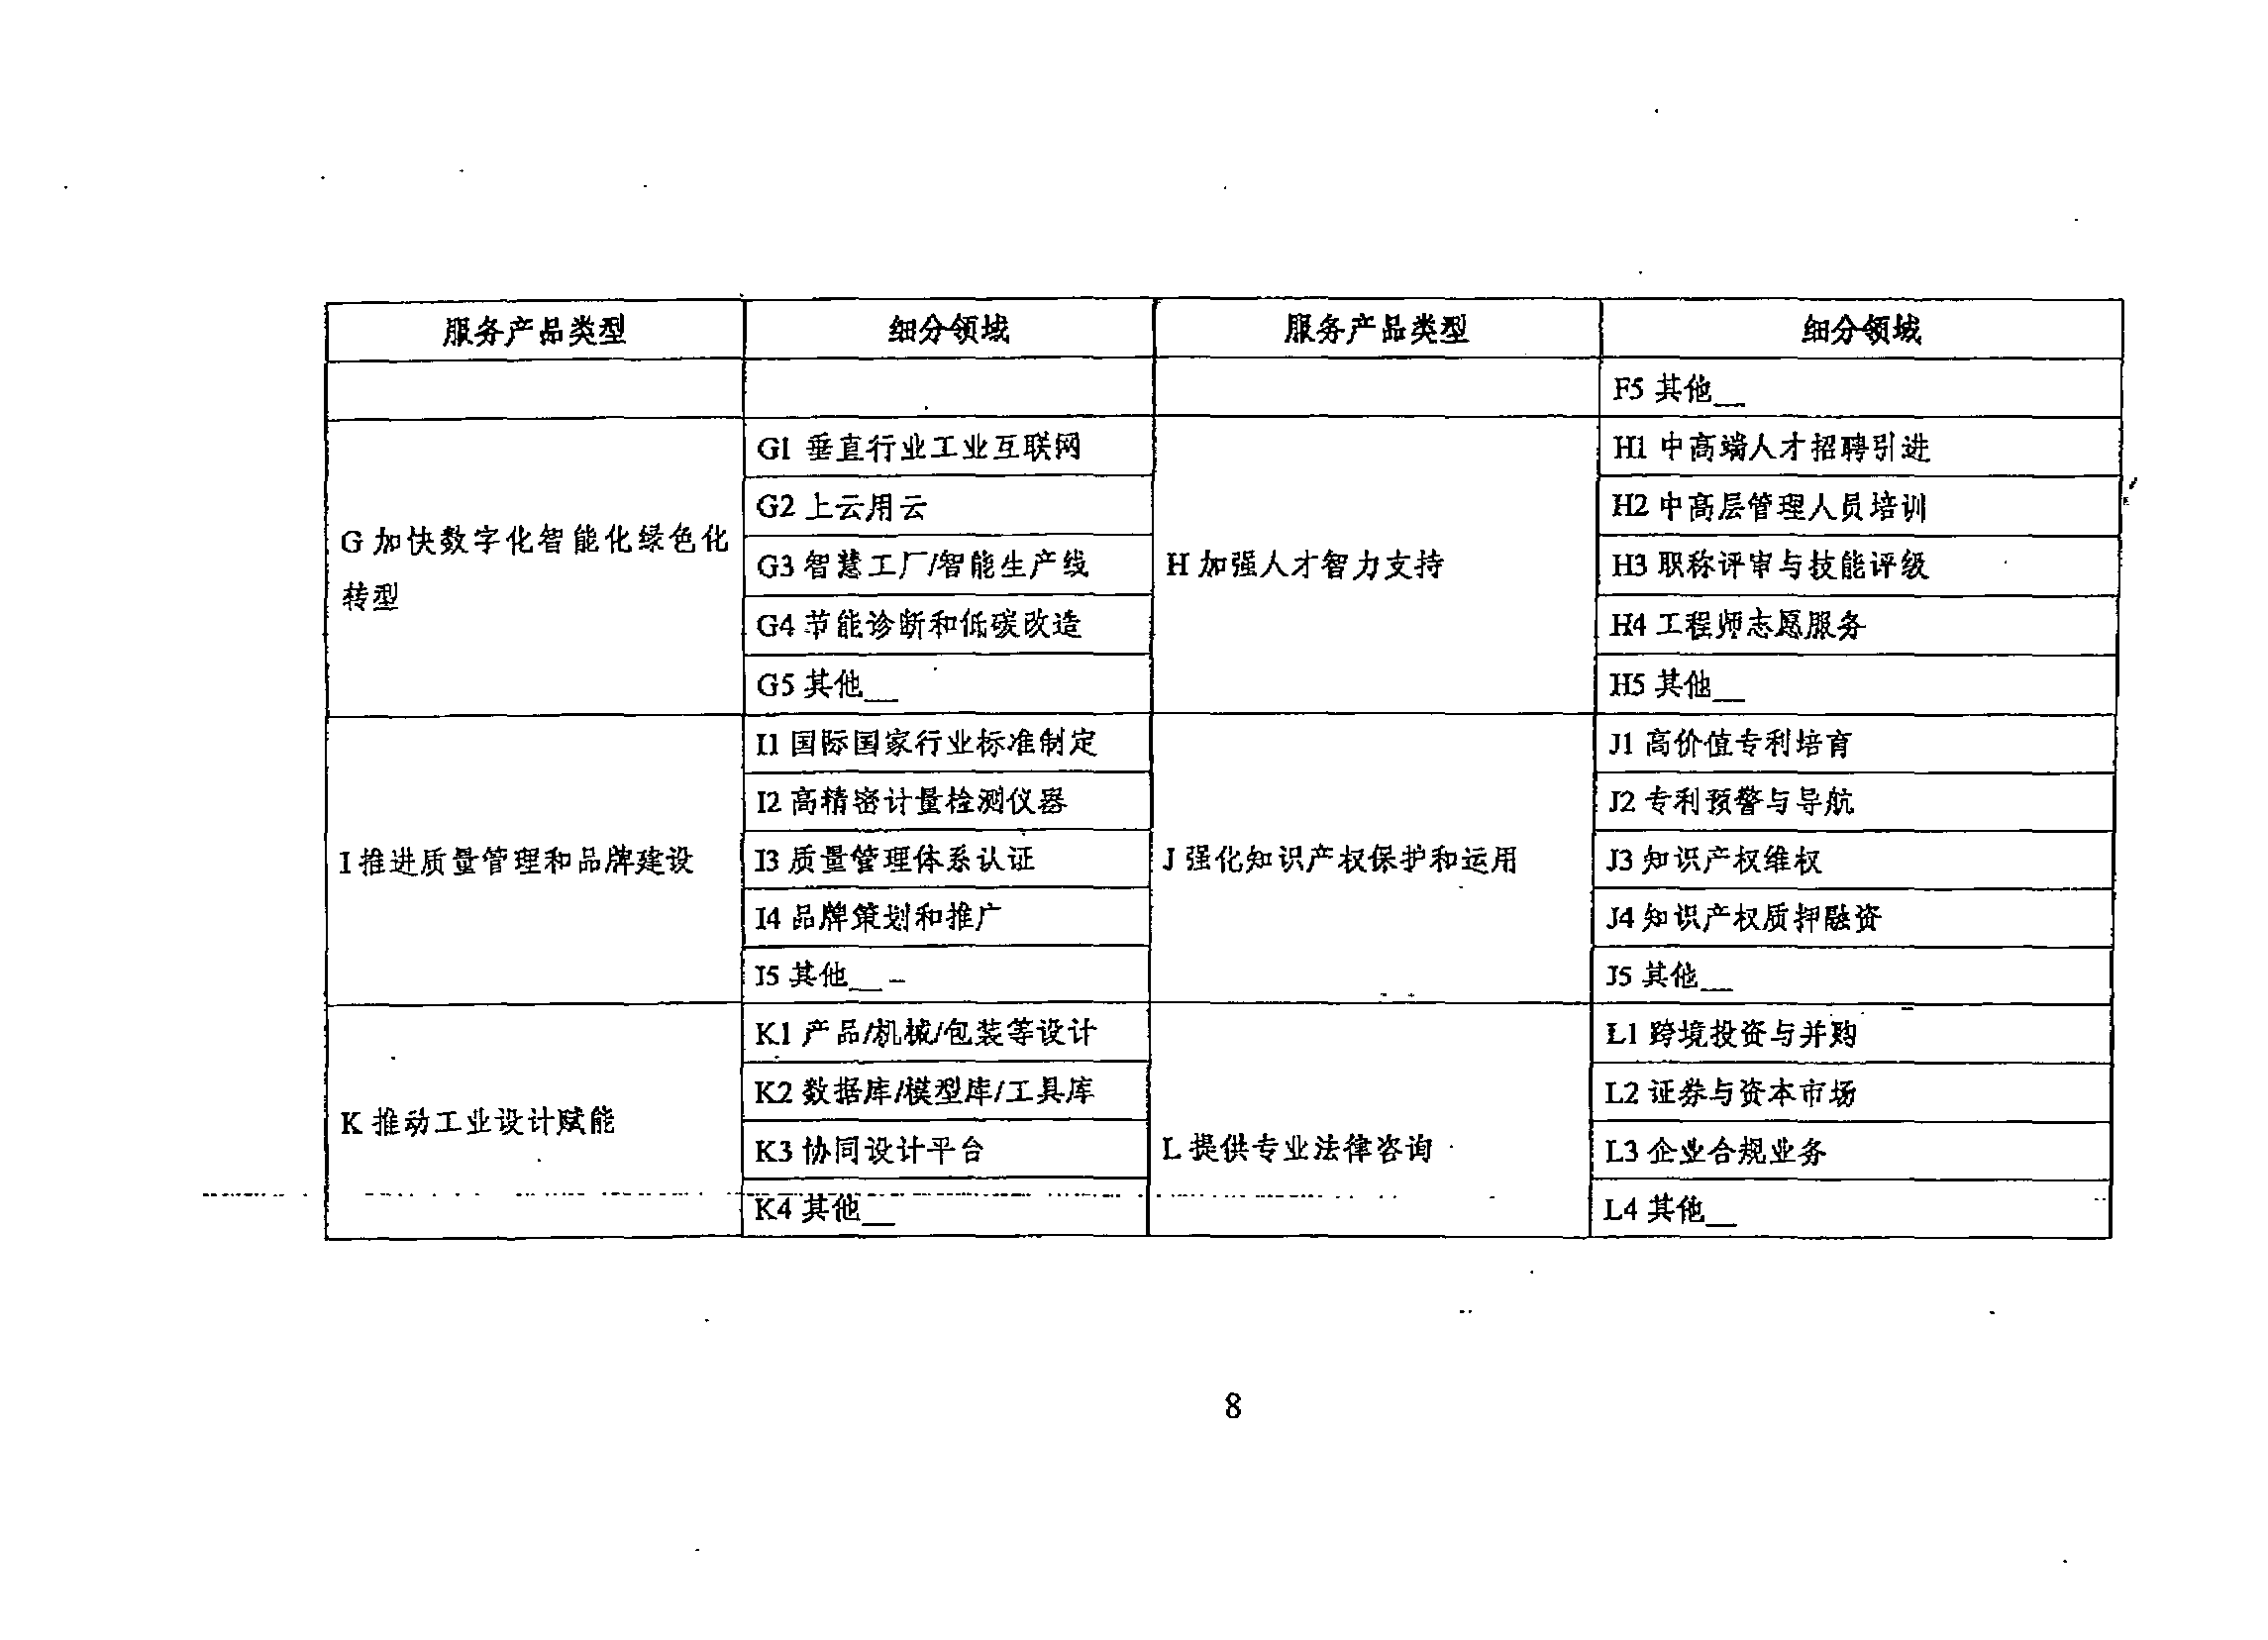 服务产品类型 细分领域 服务产品类型 细分领域
F5 其他__
G1 垂直行业工业互联网 H1 中高端人才招聘引进
G2 上云用云 H2 中高层管理人员培训
G 加快数字化智能化绿色化
转型
G3 智慧工厂/智能生产线 H 加强人才智力支持 H3 职称评审与技能评级
G4 节能诊断和低碳改造 H4 工程师志愿服务
G5 其他__ H5 其他__
I1 国际国家行业标准制定 J1 高价值专利培育
I2 高精密计量检测仪器 J2 专利预警与导航
I 推进质量管理和品牌建设 I3 质量管理体系认证 J 强化知识产权保护和运用 J3 知识产权维权
I4 品牌策划和推广 J4 知识产权质押融资
I5 其他__ J5 其他__
K1 产品/机械/包装等设计 L1 跨境投资与并购
K2 数据库/模型库/工具库 L2 证券与资本市场
K 推动工业设计赋能 K3 协同设计平台 L 提供专业法律咨询 L3 企业合规业务
K4 其他__ L4 其他__
8